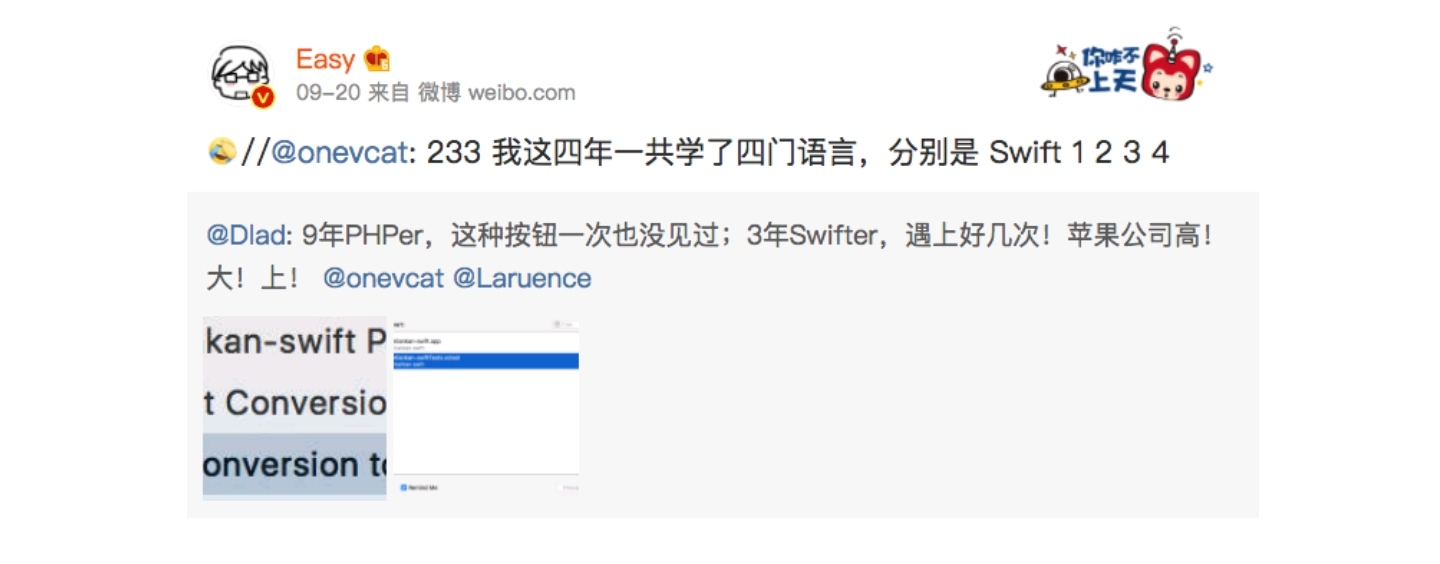 Easy
09-20 来自 微博 weibo.com
你咋不
上天
//@onevcat: 233 我这四年一共学了四门语言，分别是 Swift 1 2 3 4
@Dlad: 9年PHPer，这种按钮一次也没见过；3年Swifter，遇上好几次！苹果公司高！
大！上！ @onevcat @Laruence
kan-swift P
t Conversio
onversion to
Remind Me